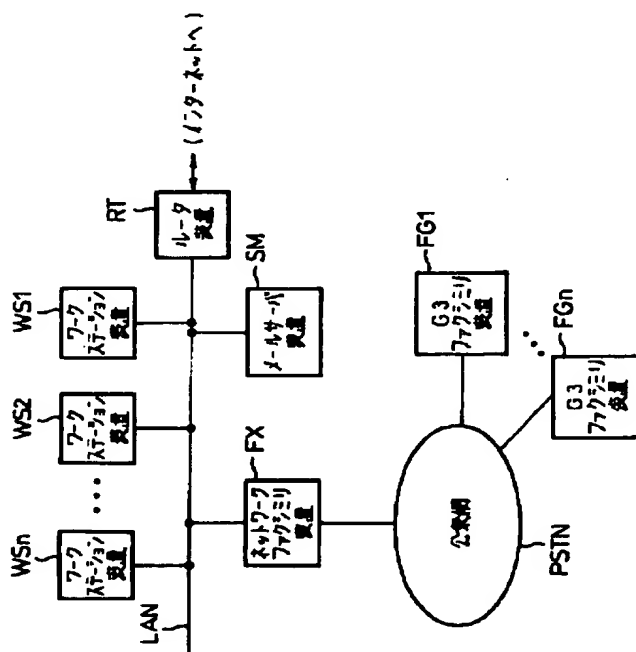 WSn
ワーク
ステーション
装置
WS2
ワーク
ステーション
装置
WS1
ワーク
ステーション
装置
RT
ルータ
装置
(インターネットへ)
LAN
FX
ネットワーク
ファクシミリ
装置
SM
メールサーバ
装置
公衆網
PSTN
FG1
G3
ファクシミリ
装置
FGn
G3
ファクシミリ
装置